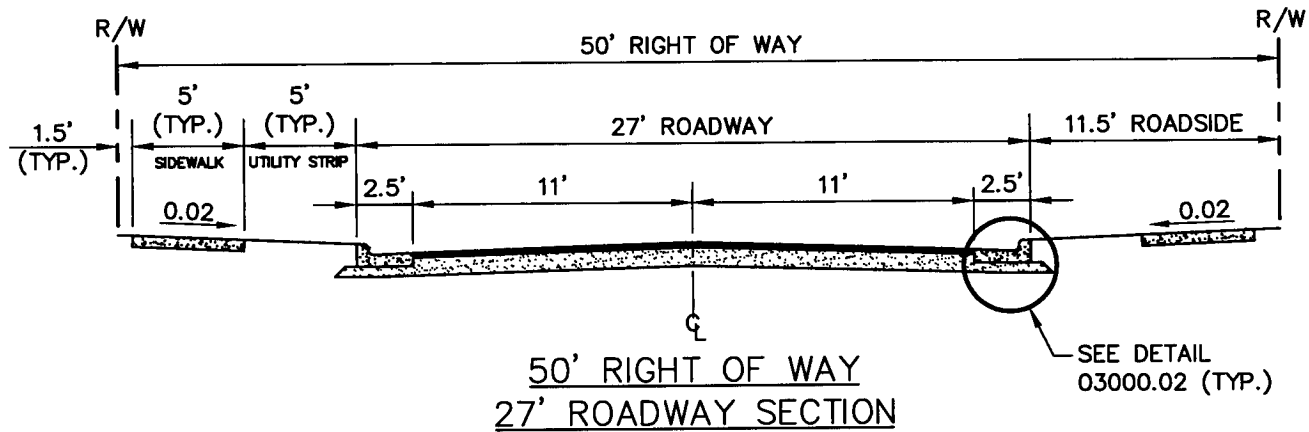 R/W
R/W
50' RIGHT OF WAY
5'
(TYP.)
SIDEWALK
5'
(TYP.)
UTILITY STRIP
27' ROADWAY
11.5' ROADSIDE
1.5'
(TYP.)
2.5'
11'
11'
2.5'
0.02
0.02
CL
SEE DETAIL
03000.02 (TYP.)
50' RIGHT OF WAY
27' ROADWAY SECTION